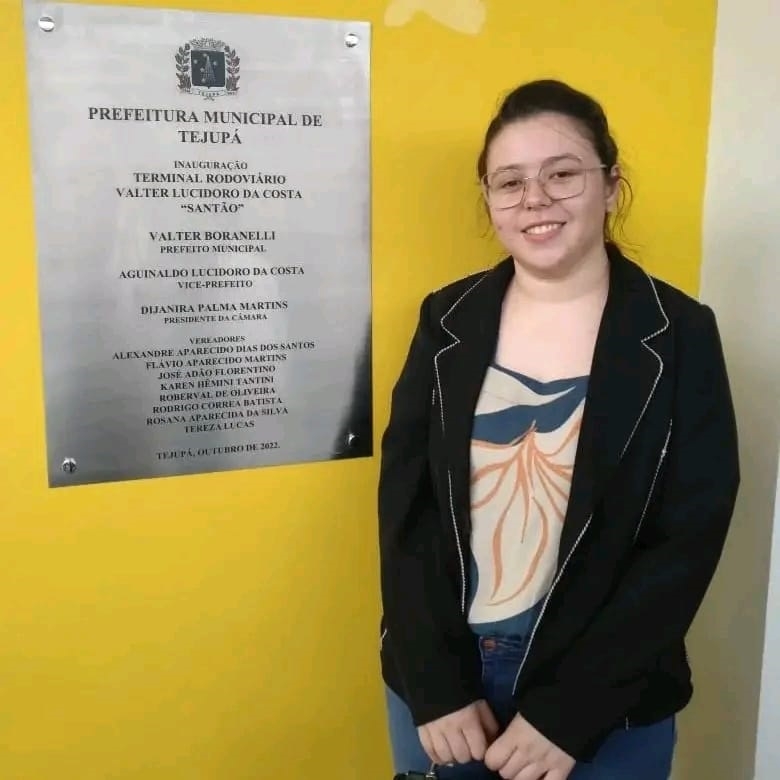 TEJUPÁ
PREFEITURA MUNICIPAL DE
TEJUPÁ
INAUGURAÇÃO
TERMINAL RODOVIÁRIO
VALTER LUCIDORO DA COSTA
“SANTÃO”
VALTER BORANELLI
PREFEITO MUNICIPAL
AGUINALDO LUCIDORO DA COSTA
VICE-PREFEITO
DIJANIRA PALMA MARTINS
PRESIDENTE DA CÂMARA
VEREADORES
ALEXANDRE APARECIDO DIAS DOS SANTOS
FLÁVIO APARECIDO MARTINS
JOSÉ ADÃO FLORENTINO
KAREN HÊMINI TANTINI
ROBERVAL DE OLIVEIRA
RODRIGO CORREA BATISTA
ROSANA APARECIDA DA SILVA
TEREZA LUCAS
TEJUPÁ, OUTUBRO DE 2022.